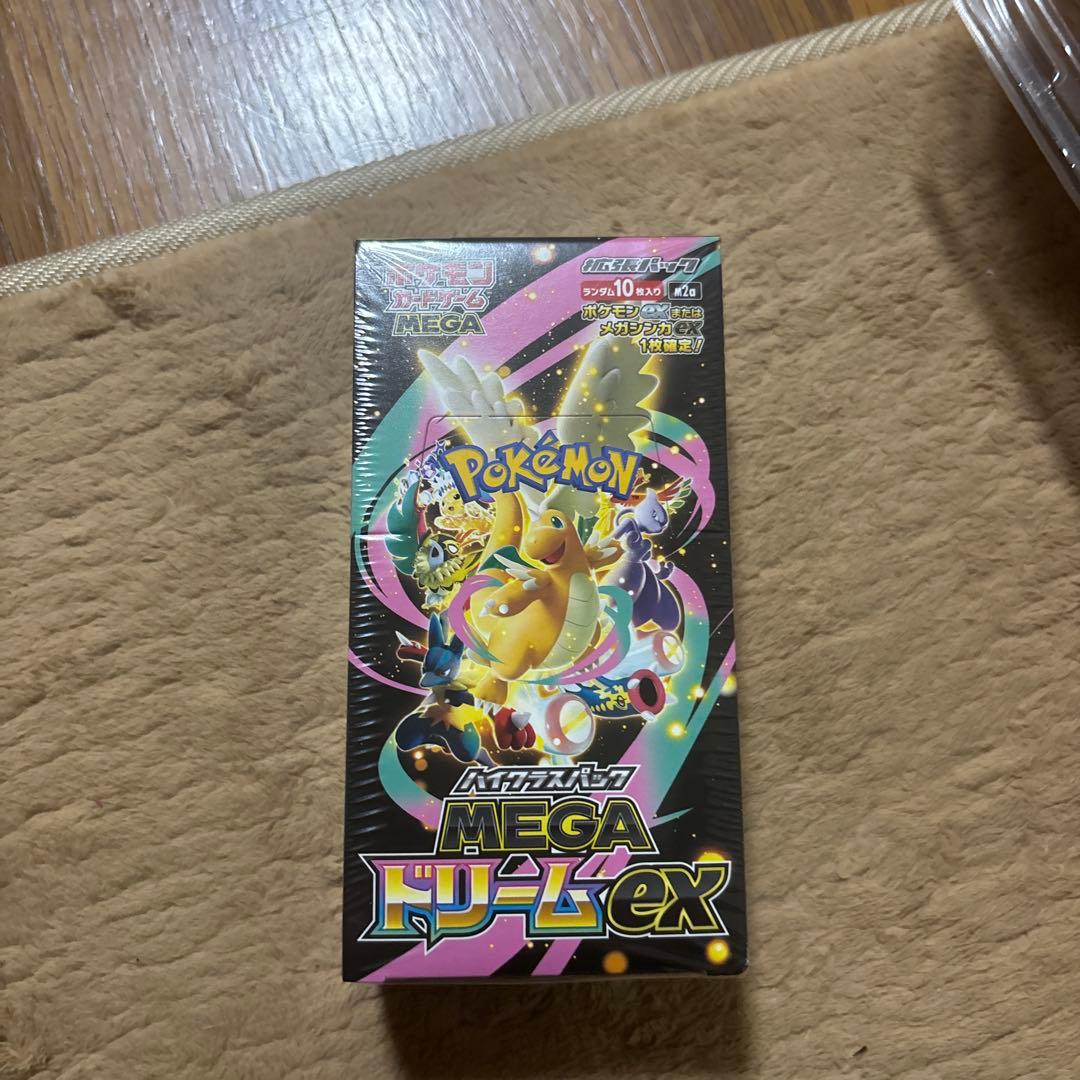 ポケモン
カードゲーム
MEGA
拡張パック
ランダム10枚入り M2a
ポケモンexまたは
メガシンカex
1枚確定!
POKéMON
ハイクラスパック
MEGA
ドリームex